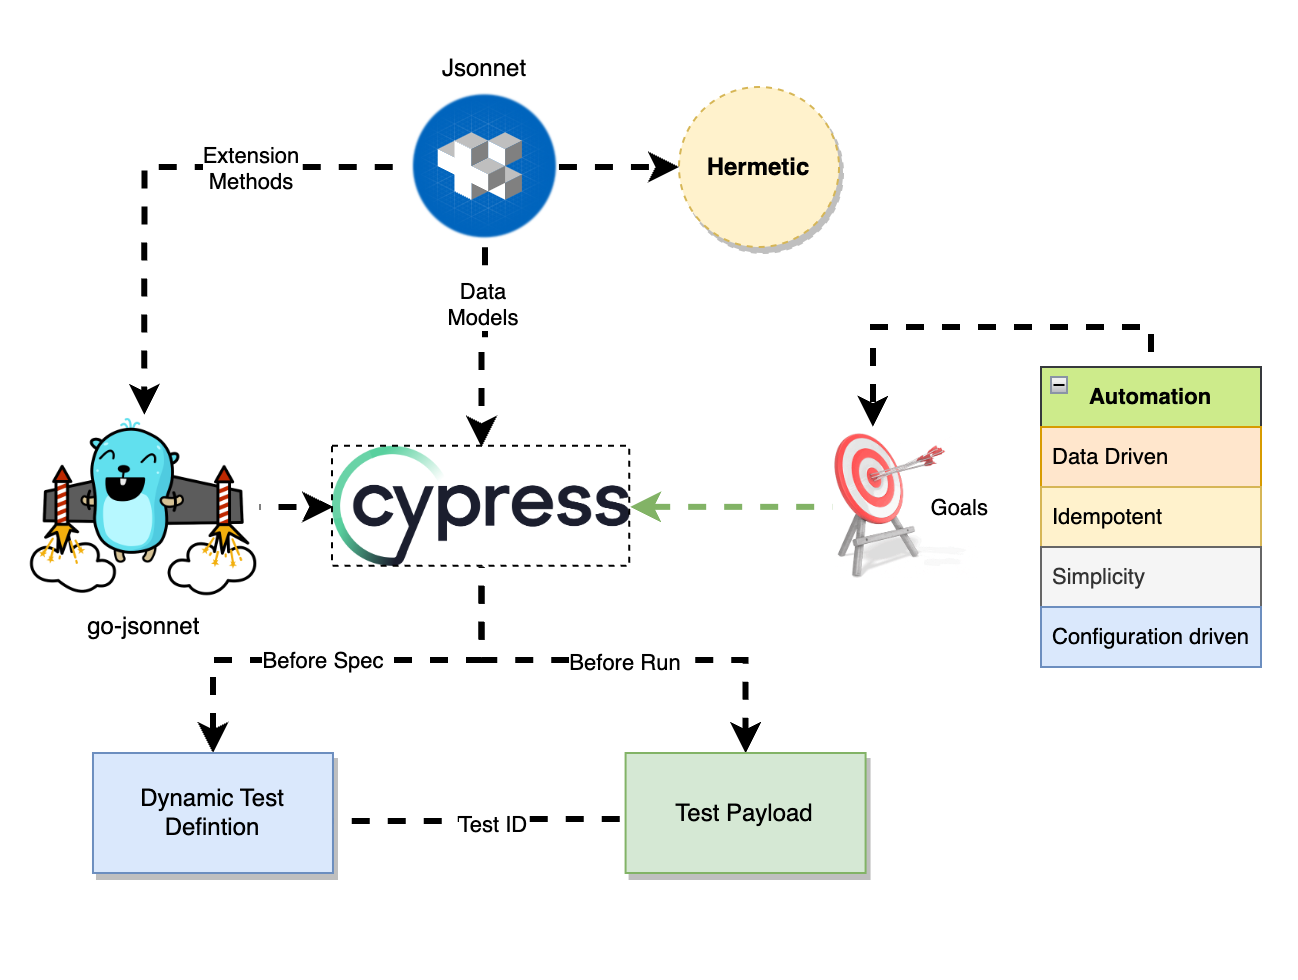 Jsonnet
Extension
Methods
Hermetic
Data
Models
Automation
Data Driven
Idempotent
Simplicity
Configuration driven
cypress
Goals
go-jsonnet
Before Spec
Before Run
Dynamic Test
Defintion
Test ID
Test Payload